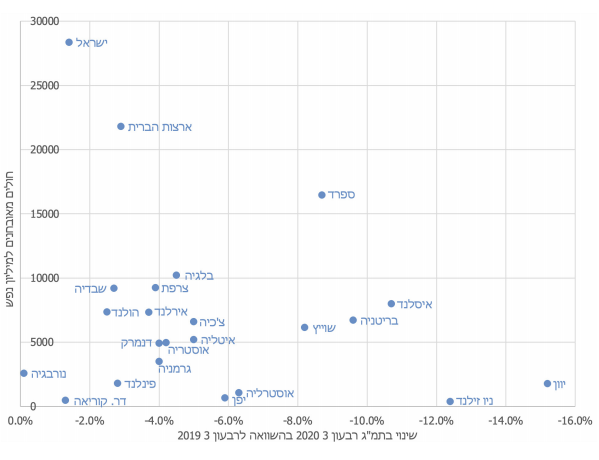 30000
ישראל
25000
ארצות הברית
20000
ספרד
15000
חולים מאובחנים למיליון נפש
10000
בלגיה
צרפת
שבדיה
איסלנד
אירלנד
הולנד
צ'כיה
בריטניה
שוייץ
5000
איטליה
דנמרק
אוסטריה
גרמניה
נורבגיה
פינלנד
יוון
אוסטרליה
יפן
ניו זילנד
דר. קוריאה
0
0.0% -2.0% -4.0% -6.0% -8.0% -10.0% -12.0% -14.0% -16.0%
שינוי בתמ"ג רבעון 3 2020 בהשוואה לרבעון 3 2019